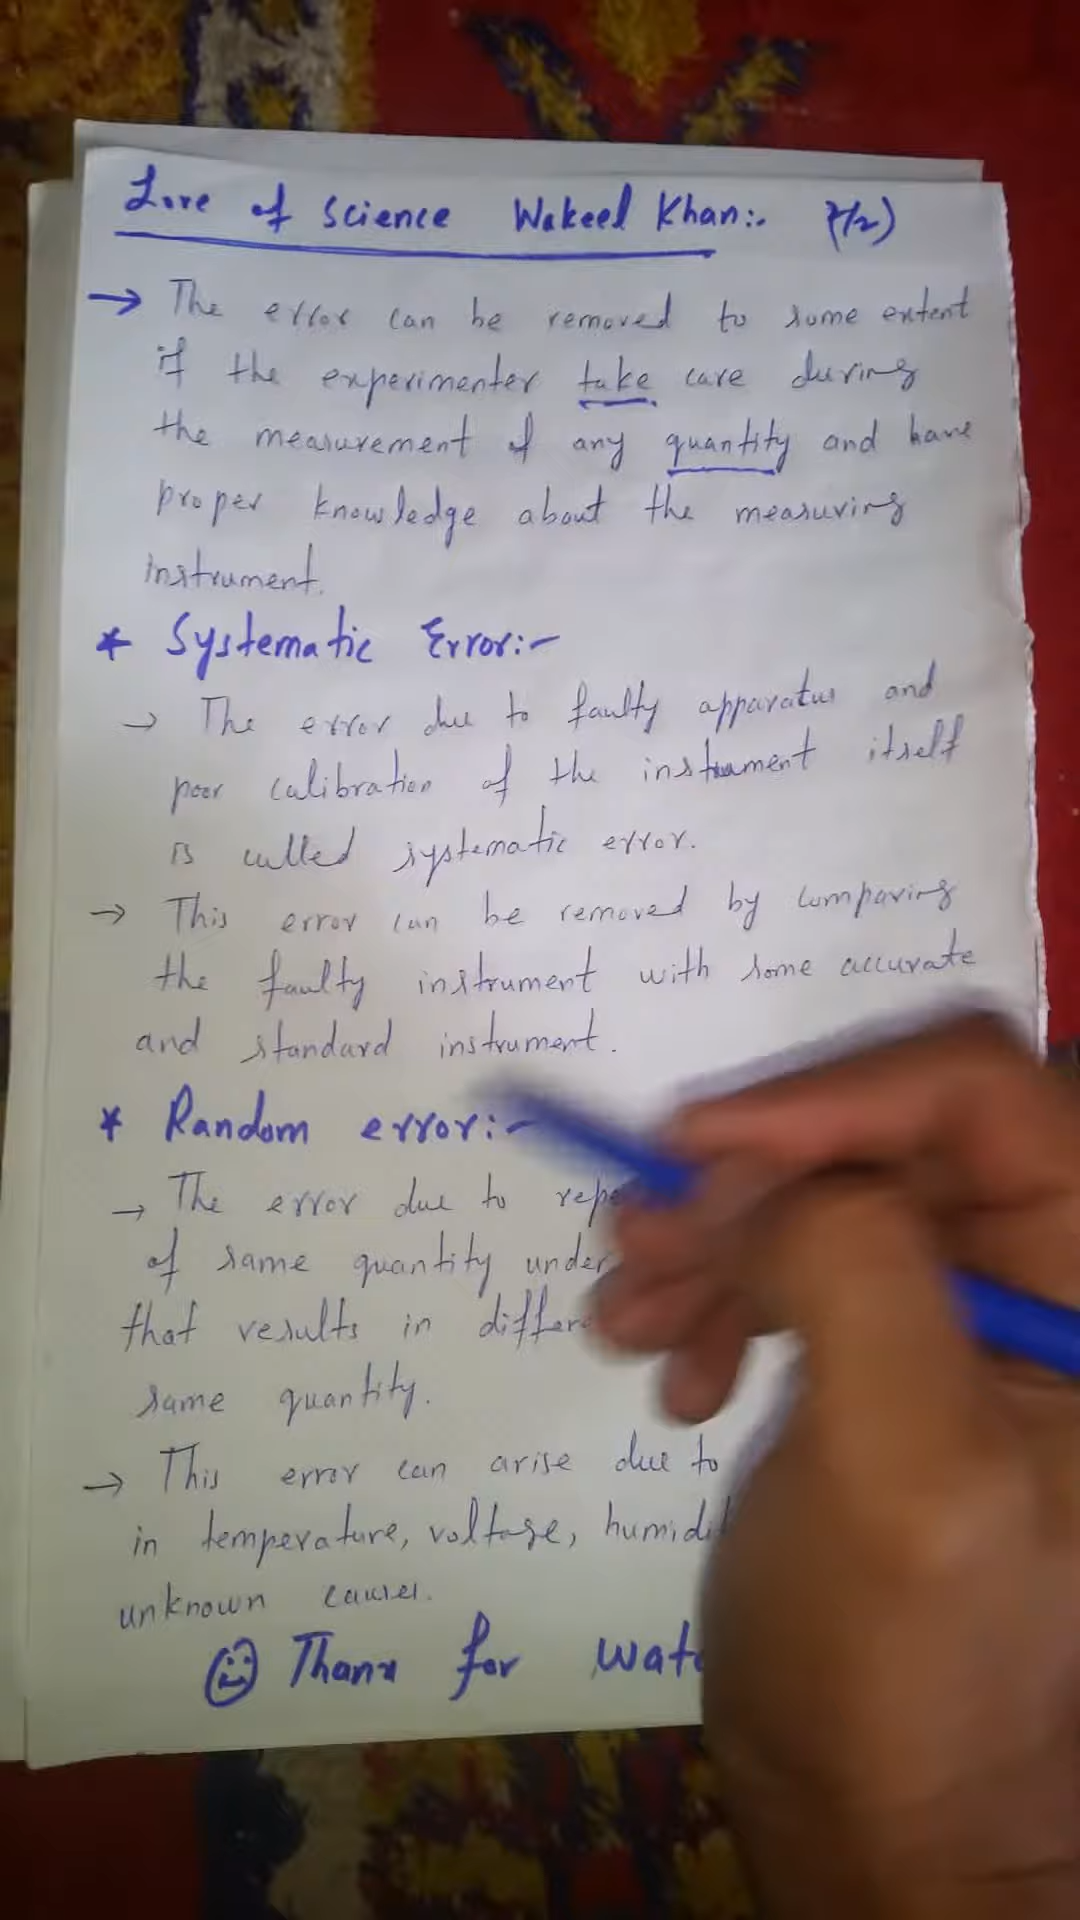 Love of Science Wakeel Khan:.
→ The error can be removed to some extent
if the experimenter take care during
the measurement of any quantity and have
proper knowledge about the measuring
instrument.
* Systematic Error:-
→ The error due to faulty apparatus and
poor calibration of the instrument itself
is called systematic error.
→ This error can be removed by comparing
the faulty instrument with some accurate
and standard instrument.
* Random error:-
→ The error due to
of same quantity under
that results in
same quantity.
→ This error can arise due to
in temperature, voltage,
unknown causes.
Thanx for